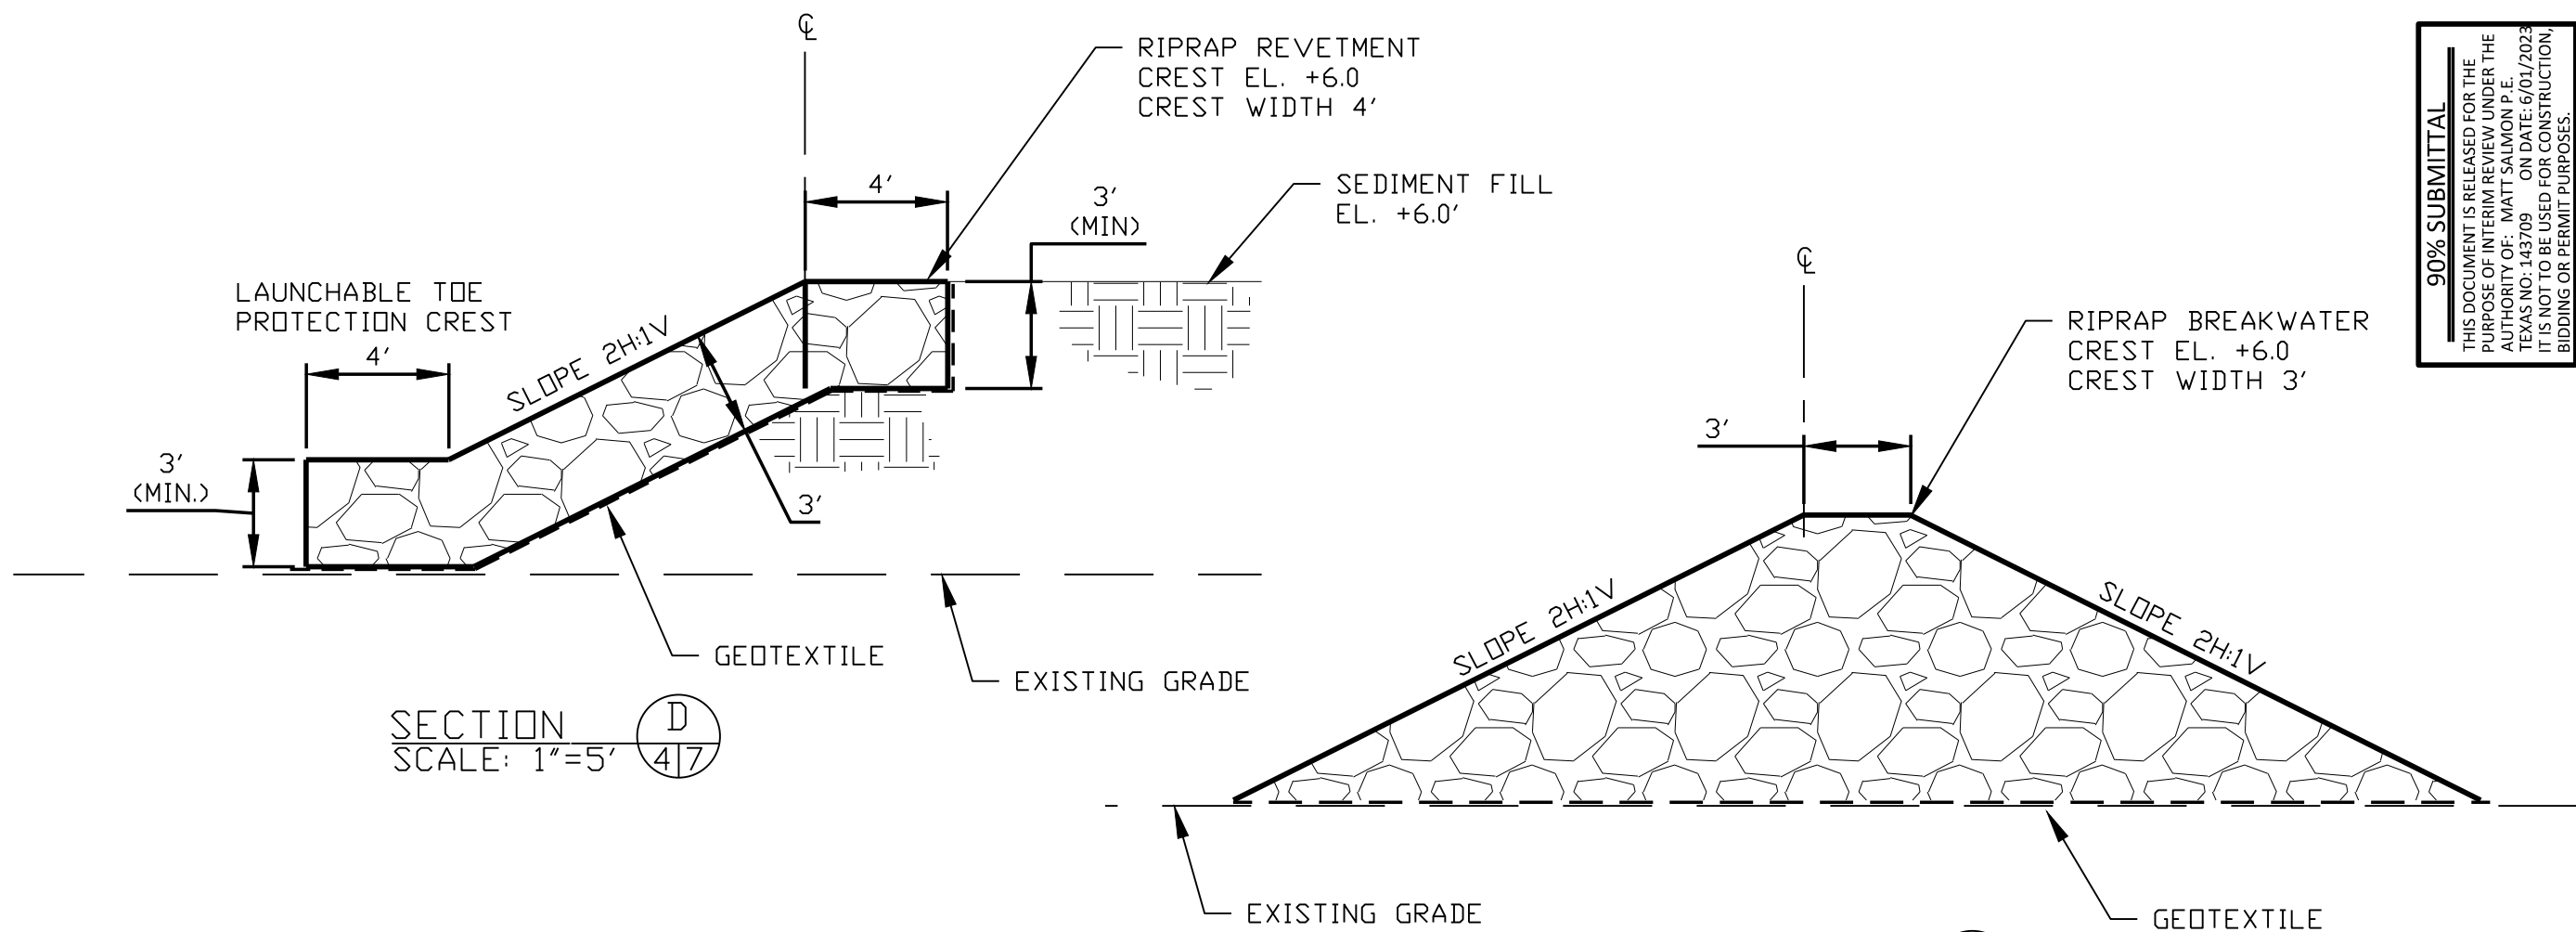 ℄
RIPRAP REVETMENT
CREST EL. +6.0
CREST WIDTH 4'
4'
3'
(MIN)
SEDIMENT FILL
EL. +6.0'
LAUNCHABLE TOE
PROTECTION CREST
4'
SLOPE 2H:1V
3'
(MIN.)
3'
GEOTEXTILE
EXISTING GRADE
SECTION
SCALE: 1"=5'
D
4|7
℄
RIPRAP BREAKWATER
CREST EL. +6.0
CREST WIDTH 3'
3'
SLOPE 2H:1V
SLOPE 2H:1V
EXISTING GRADE
GEOTEXTILE
90% SUBMITTAL
THIS DOCUMENT IS RELEASED FOR THE
PURPOSE OF INTERIM REVIEW UNDER THE
AUTHORITY OF: MATT SALMON P.E.
TEXAS NO: 143709 ON DATE: 6/01/2023
IT IS NOT TO BE USED FOR CONSTRUCTION,
BIDDING OR PERMIT PURPOSES.